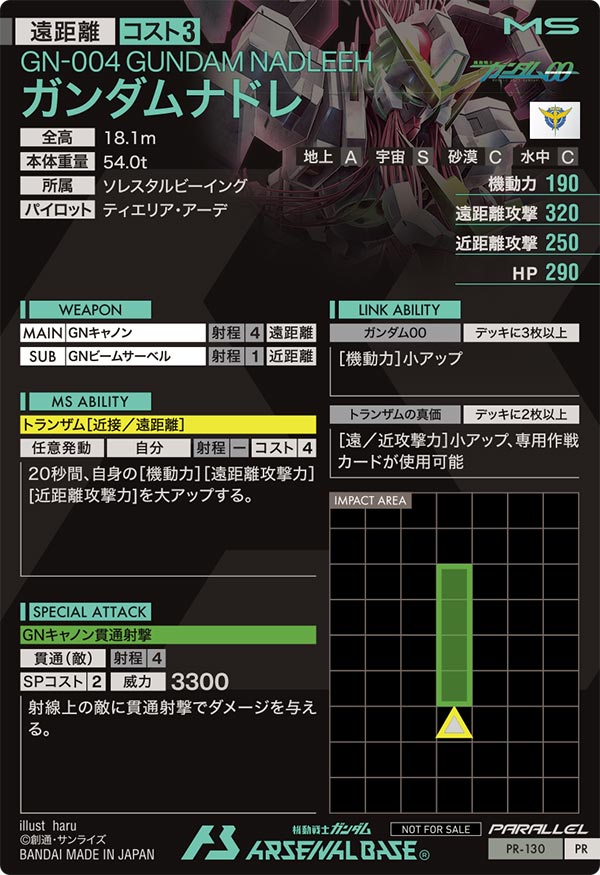 遠距離 コスト3 MS
GN-004 GUNDAM NADLEEH
ガンダムナドレ
機動戦士ガンダム00
全高 18.1m
本体重量 54.0t
所属 ソレスタルビーイング
パイロット ティエリア・アーデ
地上 A 宇宙 S 砂漠 C 水中 C
機動力 190
遠距離攻撃 320
近距離攻撃 250
HP 290
WEAPON
MAIN GNキャノン 射程 4 遠距離
SUB GNビームサーベル 射程 1 近距離
MS ABILITY
トランザム[近接/遠距離]
任意発動 自分 射程 ー コスト 4
20秒間、自身の[機動力][遠距離攻撃力]
[近距離攻撃力]を大アップする。
SPECIAL ATTACK
GNキャノン貫通射撃
貫通(敵) 射程 4
SPコスト 2 威力 3300
射線上の敵に貫通射撃でダメージを与え
る。
LINK ABILITY
ガンダム00 デッキに3枚以上
[機動力]小アップ
トランザムの真価 デッキに2枚以上
[遠/近攻撃力]小アップ、専用作戦
カードが使用可能
IMPACT AREA
illust haru
©創通・サンライズ
BANDAI MADE IN JAPAN
機動戦士ガンダム
AB ARSENAL BASE®
NOT FOR SALE PARALLEL
PR-130 PR